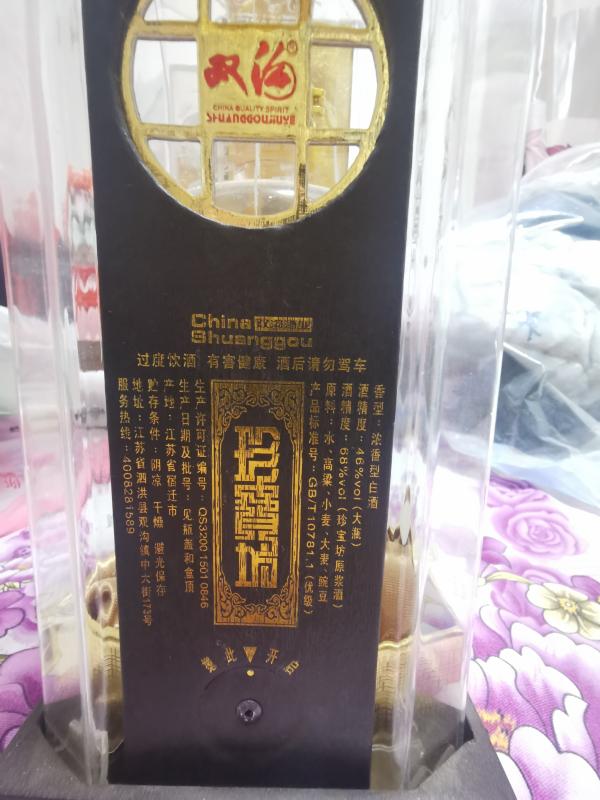 双沟®
CHINA QUALITY SPIRIT
SHUANGGOUJIUYE
China 双沟酒业
Shuanggou
过度饮酒 有害健康 酒后请勿驾车
香型：浓香型白酒
酒精度：46%vol（大瓶）
酒精度：68%vol（珍宝坊原浆酒）
原料：水、高粱、小麦、大麦、豌豆
产品标准号：GB/T10781.1（优级）
珍宝坊
生产许可证编号：QS3200 1501 0846
生产日期及批号：见瓶盖和盒顶
产地：江苏省宿迁市
贮存条件：阴凉 干燥 避光保存
地址：江苏省泗洪县双沟镇中大街173号
服务热线：4008281589
按此开启